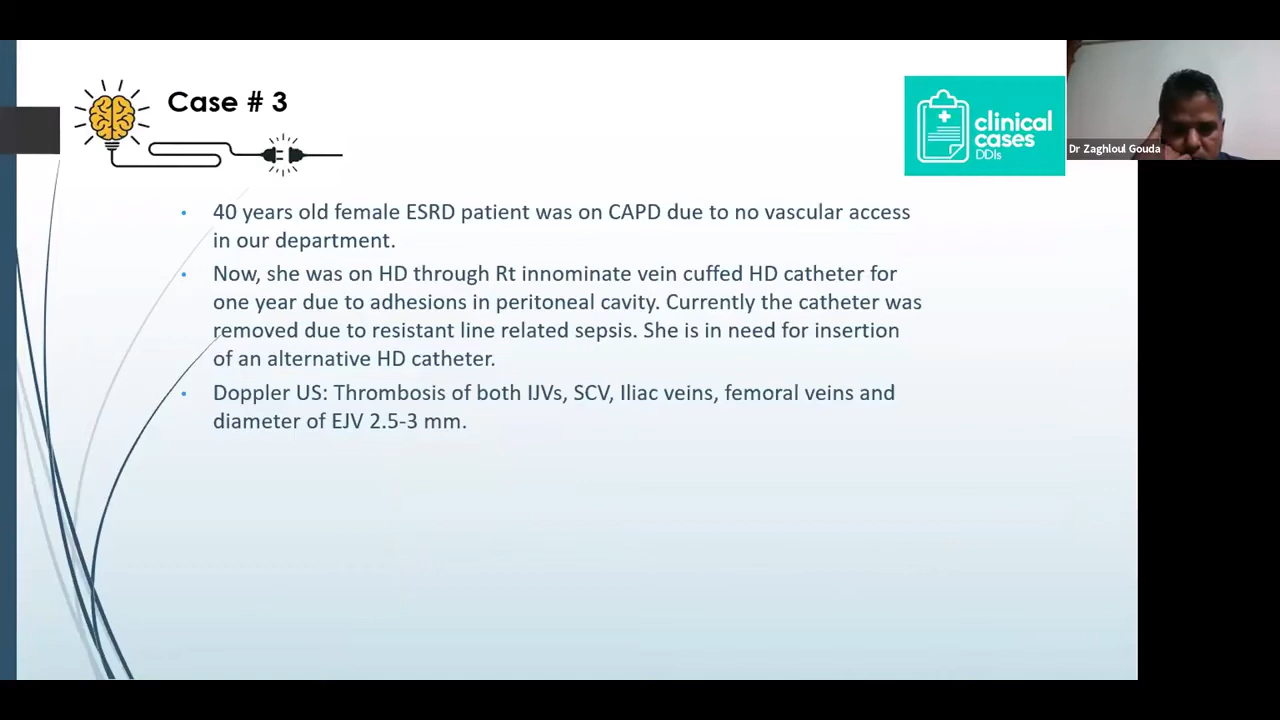 Case # 3
clinical
cases
DDIs
Dr Zaghloul Gouda
• 40 years old female ESRD patient was on CAPD due to no vascular access
in our department.
• Now, she was on HD through Rt innominate vein cuffed HD catheter for
one year due to adhesions in peritoneal cavity. Currently the catheter was
removed due to resistant line related sepsis. She is in need for insertion
of an alternative HD catheter.
• Doppler US: Thrombosis of both IJVs, SCV, Iliac veins, femoral veins and
diameter of EJV 2.5-3 mm.